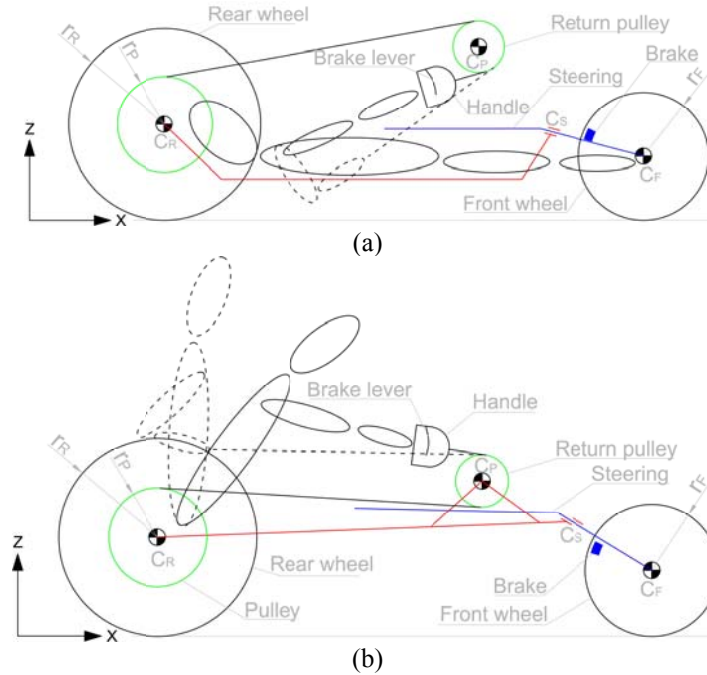 Rear wheel
Return pulley
rR
rP
Brake lever
CP
Brake
Steering
rF
Handle
CS
z
CR
CF
Front wheel
x
(a)
Brake lever
Handle
rR
rP
Return pulley
CP
Steering
rF
z
CS
CR
Rear wheel
Brake
CF
Pulley
Front wheel
x
(b)